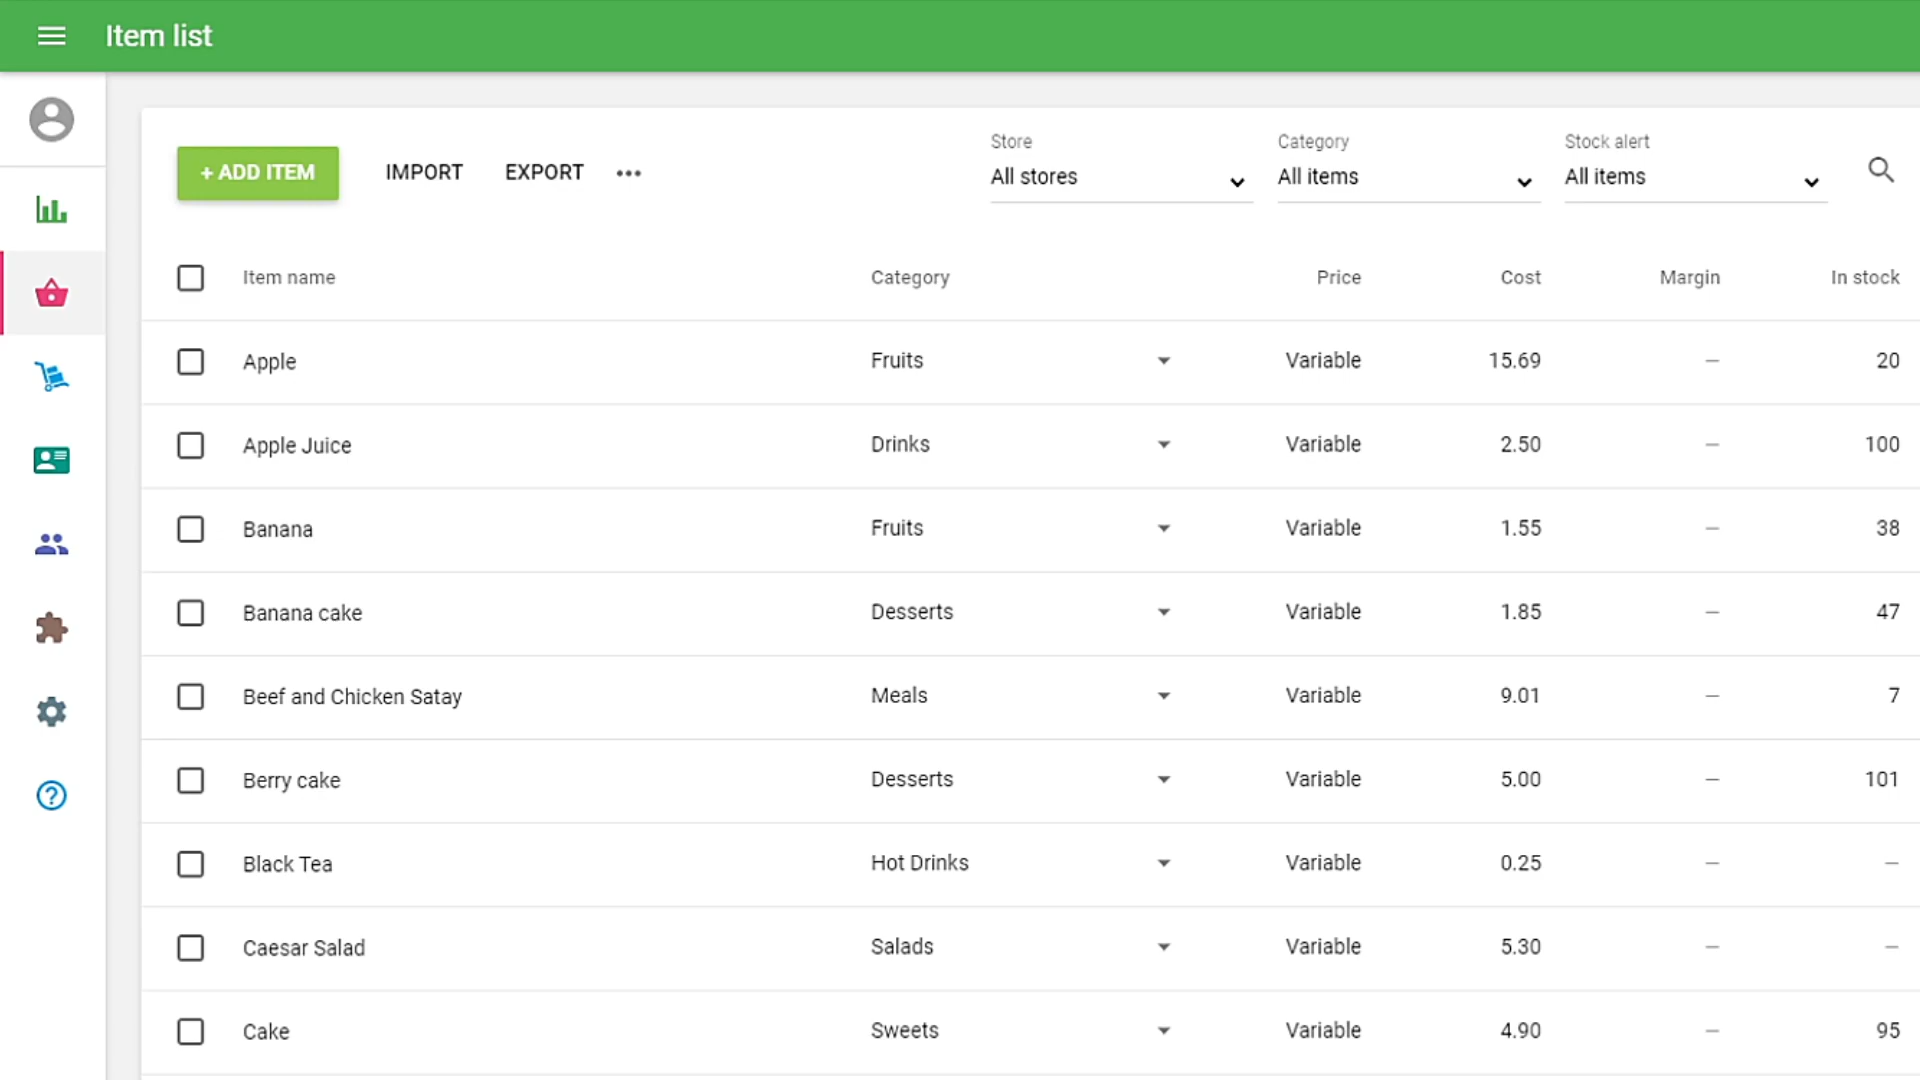 Item list
+ ADD ITEM IMPORT EXPORT •••
Store Category Stock alert
All stores All items All items
Item name Category Price Cost Margin In stock
Apple Fruits Variable 15.69 — 20
Apple Juice Drinks Variable 2.50 — 100
Banana Fruits Variable 1.55 — 38
Banana cake Desserts Variable 1.85 — 47
Beef and Chicken Satay Meals Variable 9.01 — 7
Berry cake Desserts Variable 5.00 — 101
Black Tea Hot Drinks Variable 0.25 — —
Caesar Salad Salads Variable 5.30 — —
Cake Sweets Variable 4.90 — 95